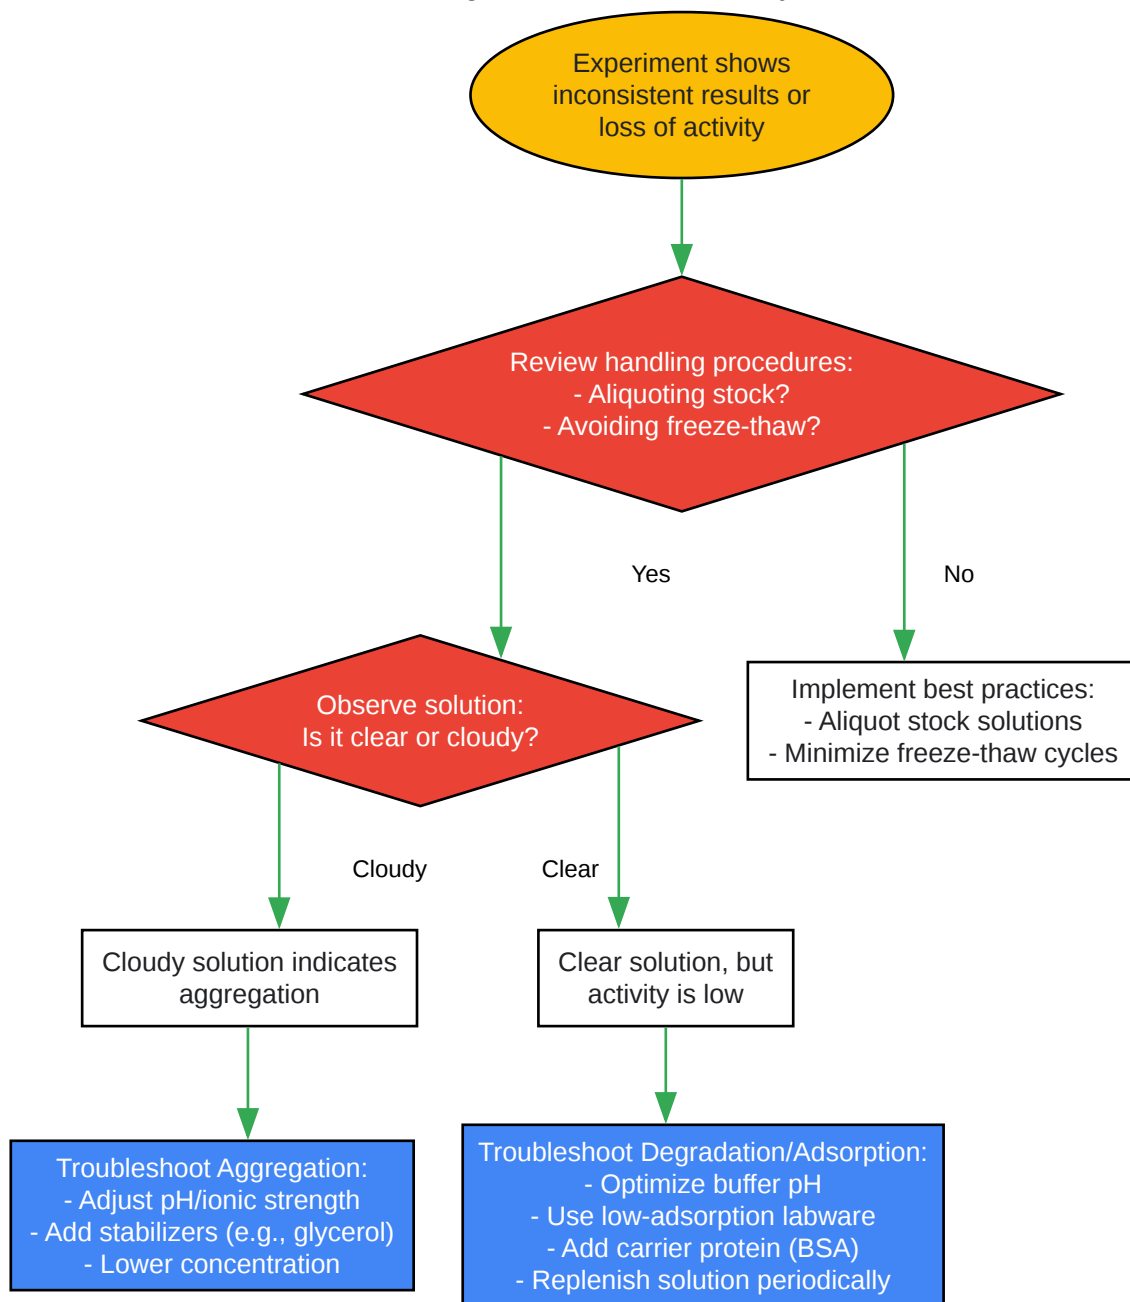 Experiment shows
inconsistent results or
loss of activity
Review handling procedures:
- Aliquoting stock?
- Avoiding freeze-thaw?
Yes
No
Observe solution:
Is it clear or cloudy?
Implement best practices:
- Aliquot stock solutions
- Minimize freeze-thaw cycles
Cloudy
Clear
Cloudy solution indicates
aggregation
Clear solution, but
activity is low
Troubleshoot Aggregation:
- Adjust pH/ionic strength
- Add stabilizers (e.g., glycerol)
- Lower concentration
Troubleshoot Degradation/Adsorption:
- Optimize buffer pH
- Use low-adsorption labware
- Add carrier protein (BSA)
- Replenish solution periodically